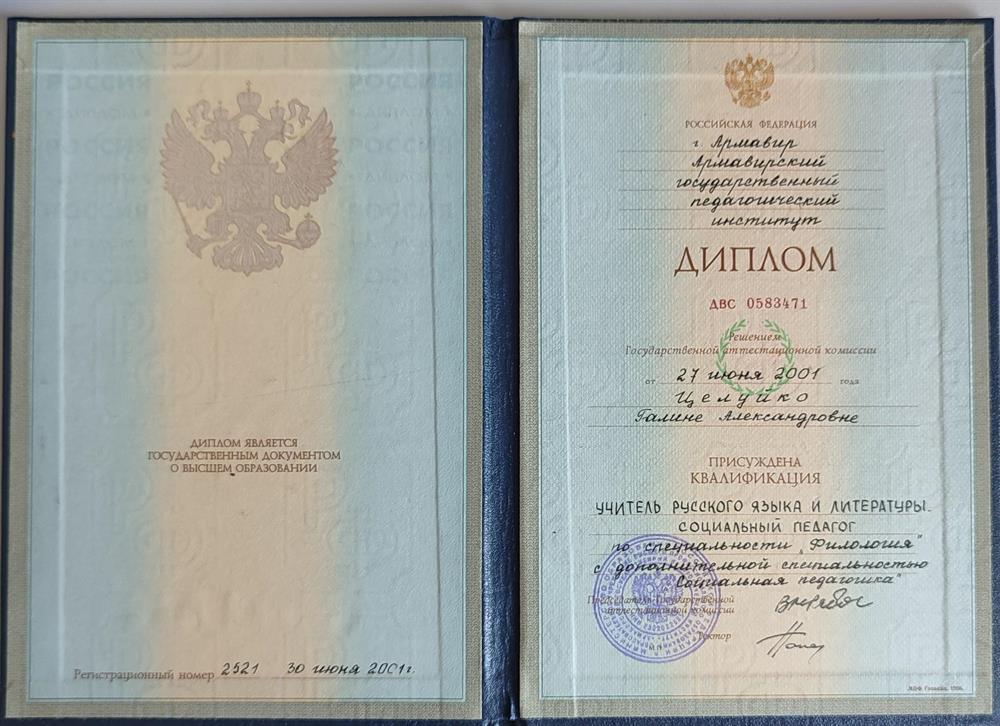 РОССИЯ
РОССИЯ
ДИПЛОМ ЯВЛЯЕТСЯ
ГОСУДАРСТВЕННЫМ ДОКУМЕНТОМ
О ВЫСШЕМ ОБРАЗОВАНИИ
Регистрационный номер 2521 30 июня 2001г.
РОССИЙСКАЯ ФЕДЕРАЦИЯ
г. Армавир
Армавирский
государственный
педагогический
институт
ДИПЛОМ
ДВС 0583471
Решением
Государственной аттестационной комиссии
от 27 июня 2001 года
Целуйко
Галине Александровне
ПРИСУЖДЕНА
КВАЛИФИКАЦИЯ
УЧИТЕЛЬ РУССКОГО ЯЗЫКА И ЛИТЕРАТУРЫ.
СОЦИАЛЬНЫЙ ПЕДАГОГ
по специальности „Филология"
с дополнительной специальностью
"Социальная педагогика"
Председатель Государственной
аттестационной комиссии
Ректор